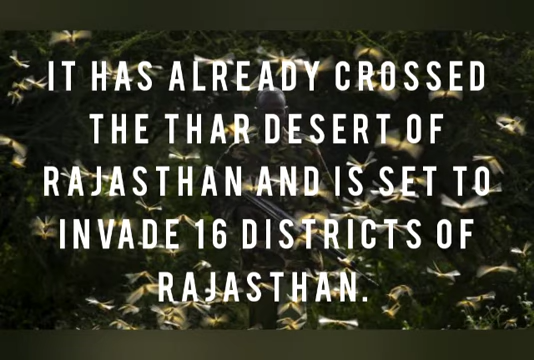 IT HAS ALREADY CROSSED
THE THAR DESERT OF
RAJASTHAN AND IS SET TO
INVADE 16 DISTRICTS OF
RAJASTHAN.